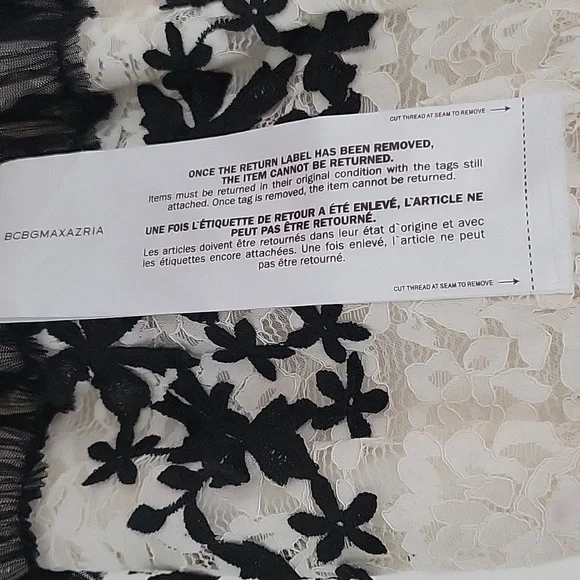 CUT THREAD AT SEAM TO REMOVE
ONCE THE RETURN LABEL HAS BEEN REMOVED,
THE ITEM CANNOT BE RETURNED.
Items must be returned in their original condition with the tags still
attached. Once tag is removed, the item cannot be returned.
BCBGMAXAZRIA
UNE FOIS L`ÉTIQUETTE DE RETOUR A ÉTÉ ENLEVÉ, L`ARTICLE NE
PEUT PAS ÊTRE RETOURNÉ.
Les articles doivent être retournés dans leur état d`origine et avec
les étiquettes encore attachées. Une fois enlevé, l`article ne peut
pas être retourné.
CUT THREAD AT SEAM TO REMOVE